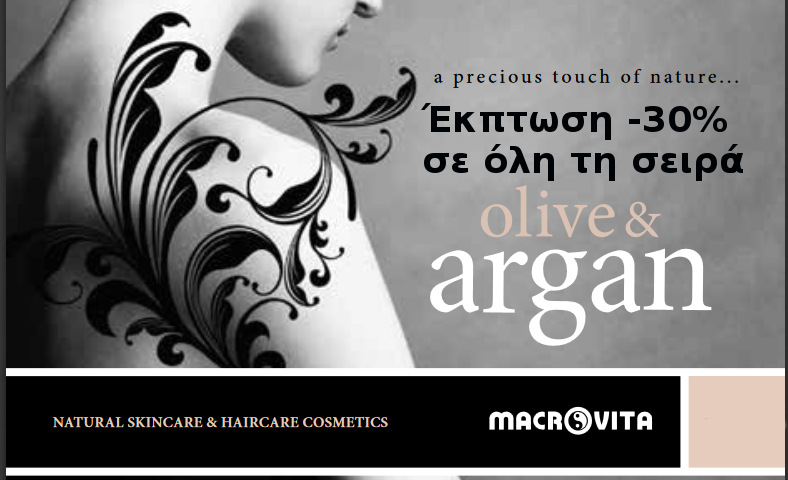 a precious touch of nature...
Έκπτωση -30%
σε όλη τη σειρά
olive &
argan
NATURAL SKINCARE & HAIRCARE COSMETICS
MACROVITA